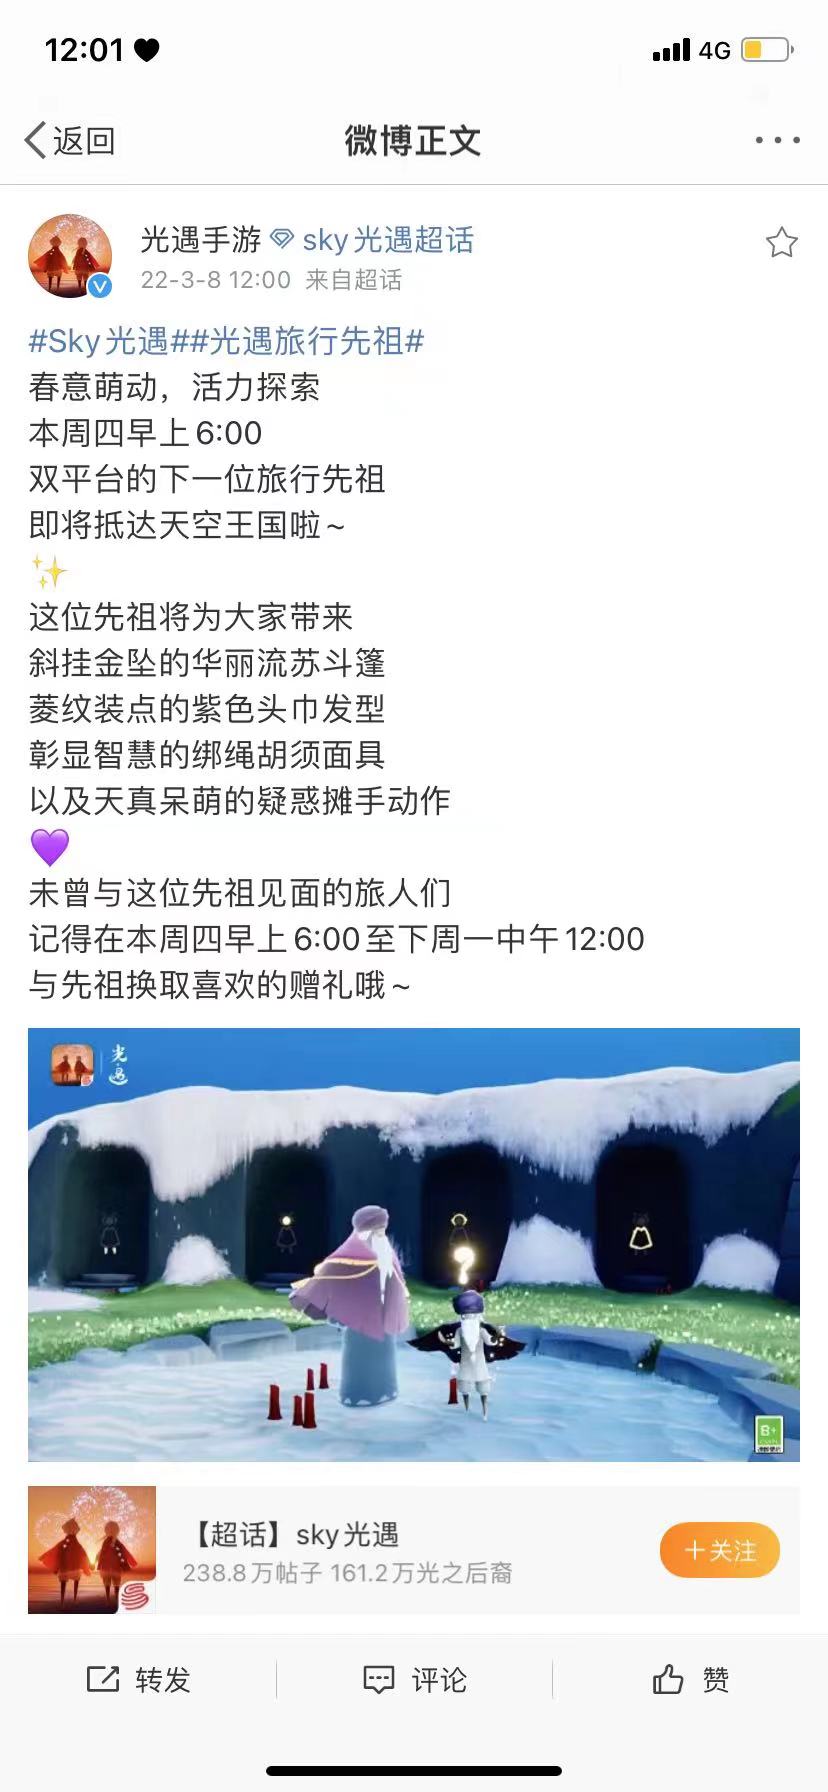 12:01
4G
返回
微博正文
光遇手游 sky光遇超话
22-3-8 12:00 来自超话
#Sky光遇##光遇旅行先祖#
春意萌动，活力探索
本周四早上6:00
双平台的下一位旅行先祖
即将抵达天空王国啦~
这位先祖将为大家带来
斜挂金坠的华丽流苏斗篷
菱纹装点的紫色头巾发型
彰显智慧的绑绳胡须面具
以及天真呆萌的疑惑摊手动作
未曾与这位先祖见面的旅人们
记得在本周四早上6:00至下周一中午12:00
与先祖换取喜欢的赠礼哦~
光遇
?
8+
【超话】sky光遇
238.8万帖子 161.2万光之后裔
+关注
转发
评论
赞